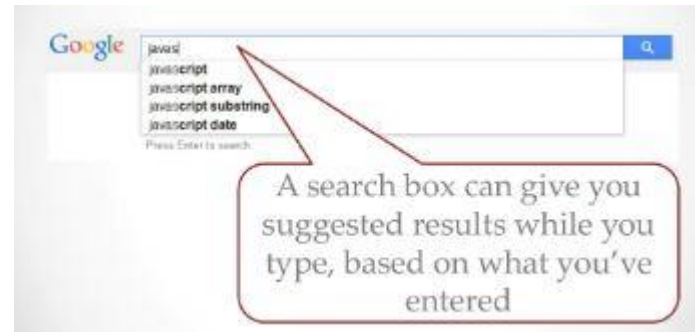 Google
javas
javascript
javascript array
javascript substring
javascript date
Press Enter to search.
A search box can give you
suggested results while you
type, based on what you've
entered